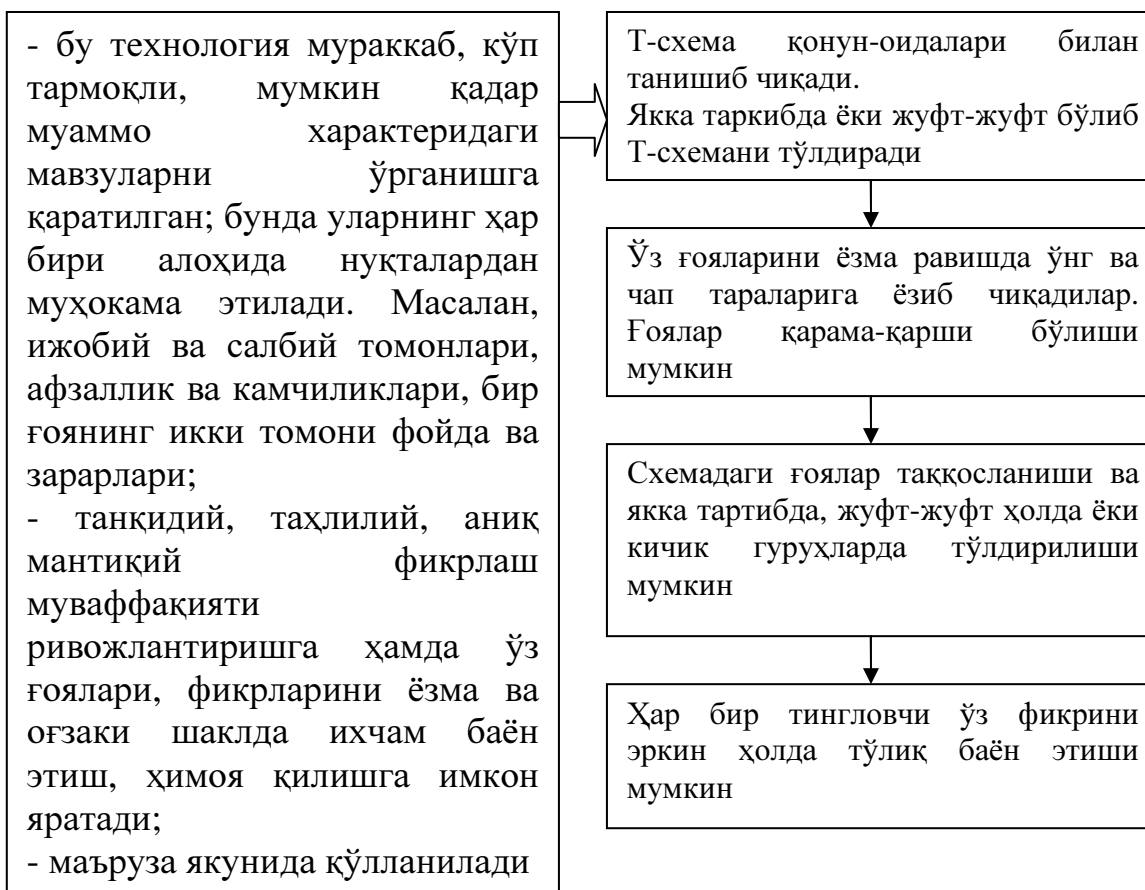 - бу технология мураккаб, кўп
тармоқли, мумкин қадар
муаммо характеридаги
мавзуларни ўрганишга
қаратилган; бунда уларнинг ҳар
бири алоҳида нуқталардан
муҳокама этилади. Масалан,
ижобий ва салбий томонлари,
афзаллик ва камчиликлари, бир
ғоянинг икки томони фойда ва
зарарлари;
- танқидий, таҳлилий, аниқ
мантиқий фикрлаш
муваффақияти
ривожлантиришга ҳамда ўз
ғоялари, фикрларини ёзма ва
оғзаки шаклда ихчам баён
этиш, ҳимоя қилишга имкон
яратади;
- маъруза якунида қўлланилади
Т-схема қонун-оидалари билан
танишиб чиқади.
Якка таркибда ёки жуфт-жуфт бўлиб
Т-схемани тўлдиради
Ўз ғояларини ёзма равишда ўнг ва
чап тараларига ёзиб чиқадилар.
Ғоялар қарама-қарши бўлиши
мумкин
Схемадаги ғоялар таққосланиши ва
якка тартибда, жуфт-жуфт ҳолда ёки
кичик гуруҳларда тўлдирилиши
мумкин
Ҳар бир тингловчи ўз фикрини
эркин ҳолда тўлиқ баён этиши
мумкин